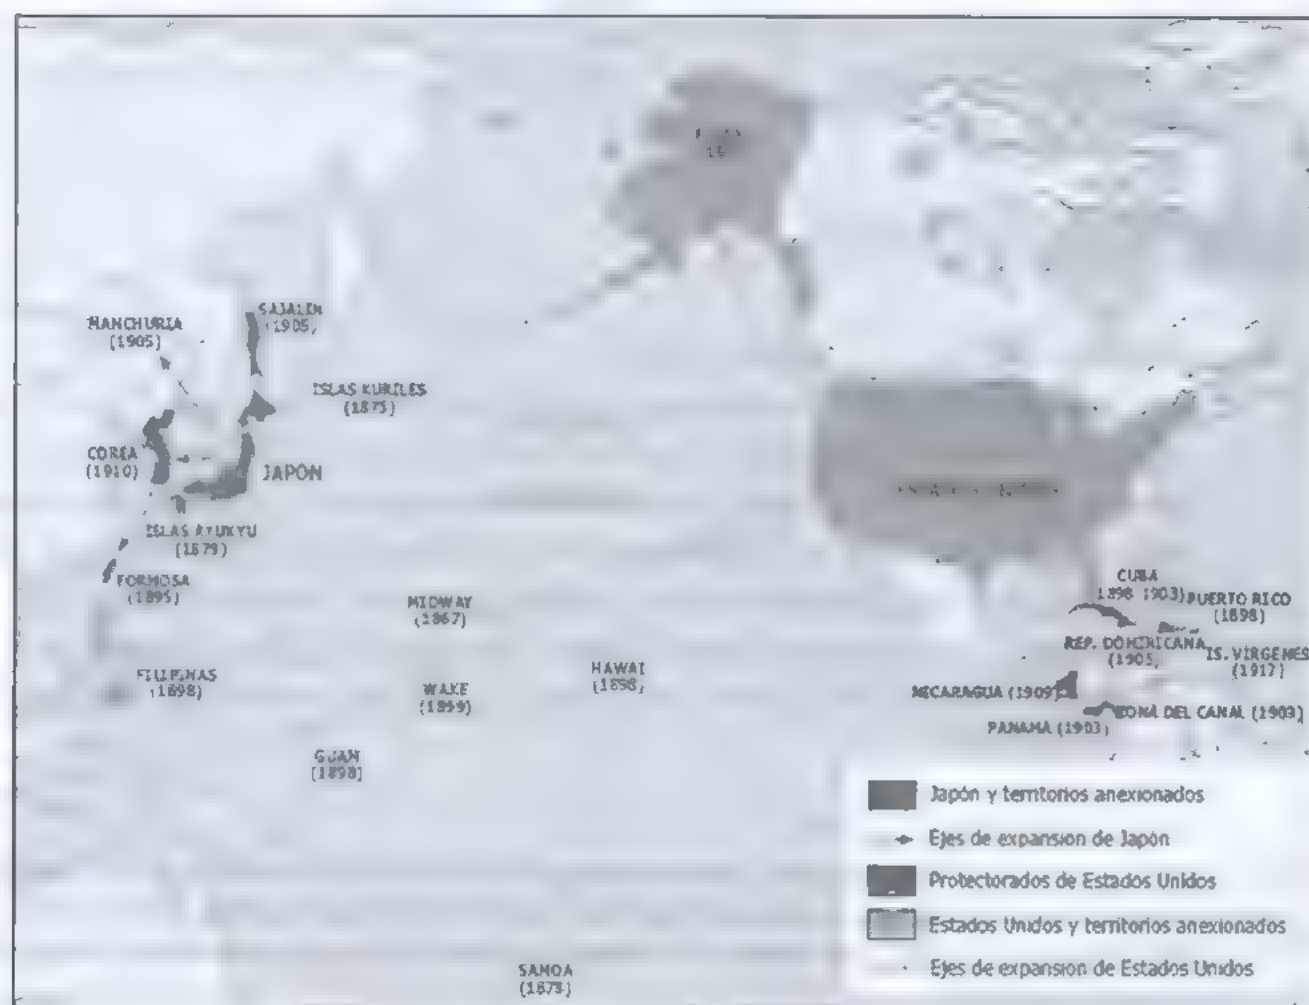 SAJALIN
(1905)
MANCHURIA
(1905)
ISLAS KURILES
(1875)
COREA
(1910)
JAPÓN
ISLAS RYUKYU
(1879)
FORMOSA
(1895)
FILIPINAS
(1898)
MIDWAY
(1867)
WAKE
(1899)
HAWAI
(1898)
GUAM
(1898)
SAMOA
(1878)
CUBA
1898 1903)
PUERTO RICO
(1898)
REP. DOMINICANA
(1905)
IS. VIRGENES
(1917)
NICARAGUA (1909)
ZONA DEL CANAL (1903)
PANAMA (1903)
Japón y territorios anexionados
Ejes de expansion de Japón
Protectorados de Estados Unidos
Estados Unidos y territorios anexionados
Ejes de expansion de Estados Unidos